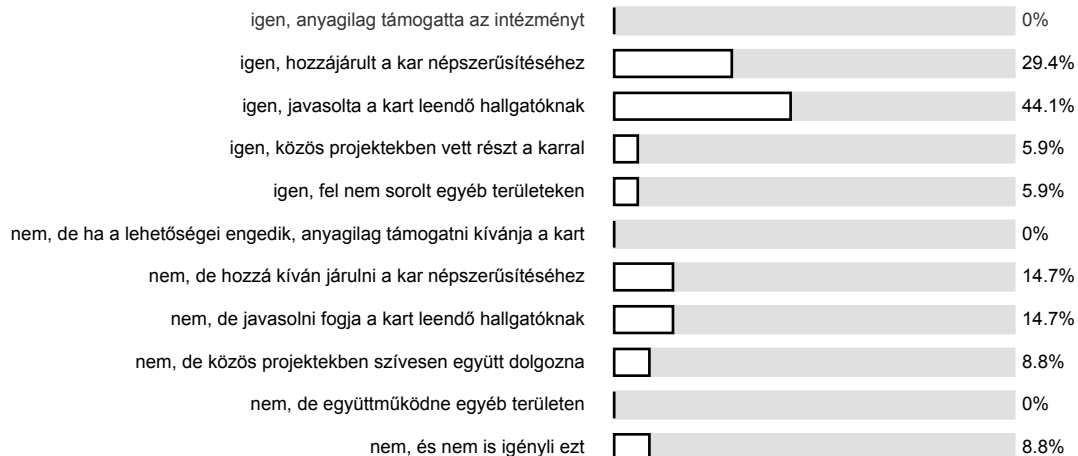 igen, anyagilag támogatta az intézményt 0%
igen, hozzájárult a kar népszerűsítéséhez 29.4%
igen, javasolta a kart leendő hallgatóknak 44.1%
igen, közös projektekben vett részt a karral 5.9%
igen, fel nem sorolt egyéb területeken 5.9%
nem, de ha a lehetőségei engedik, anyagilag támogatni kívánja a kart 0%
nem, de hozzá kíván járulni a kar népszerűsítéséhez 14.7%
nem, de javasolni fogja a kart leendő hallgatóknak 14.7%
nem, de közös projektekben szívesen együtt dolgozna 8.8%
nem, de együttműködne egyéb területen 0%
nem, és nem is igényli ezt 8.8%